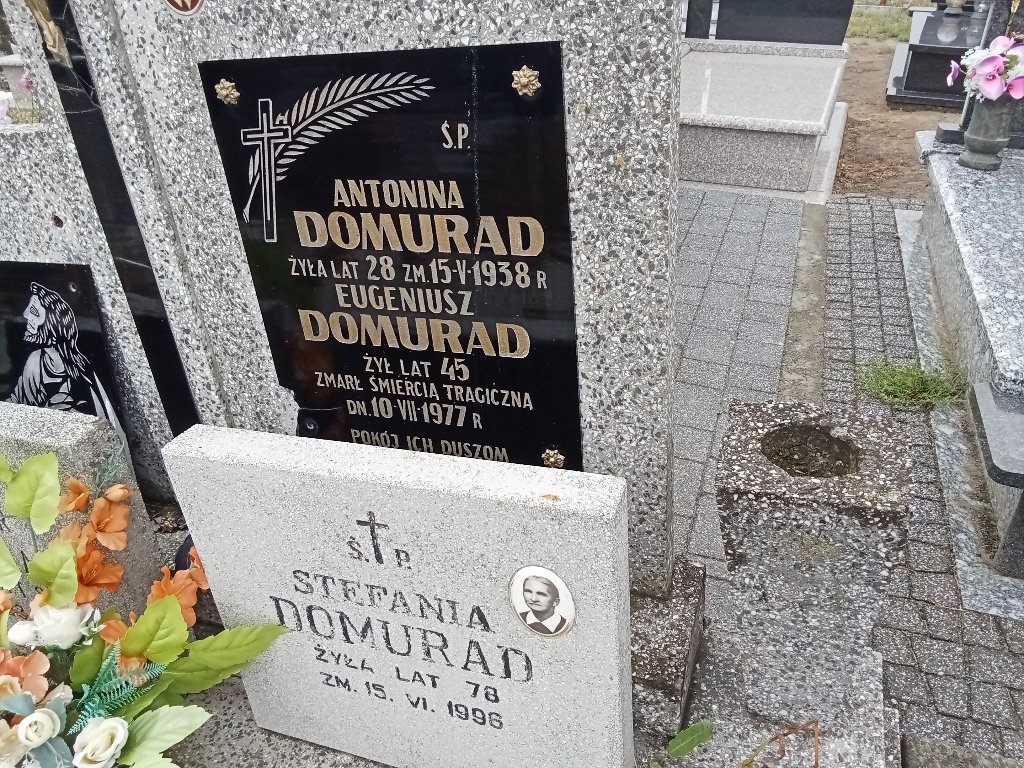 Ś.P.
ANTONINA
DOMURAD
ŻYŁA LAT 28 ZM. 15·V·1938 R
EUGENIUSZ
DOMURAD
ŻYŁ LAT 45
ZMARŁ ŚMIERCIĄ TRAGICZNĄ
DN. 10·VII·1977 R
POKÓJ ICH DUSZOM
Ś. P.
STEFANIA
DOMURAD
ŻYŁA LAT 78
ZM. 15. VI. 1996